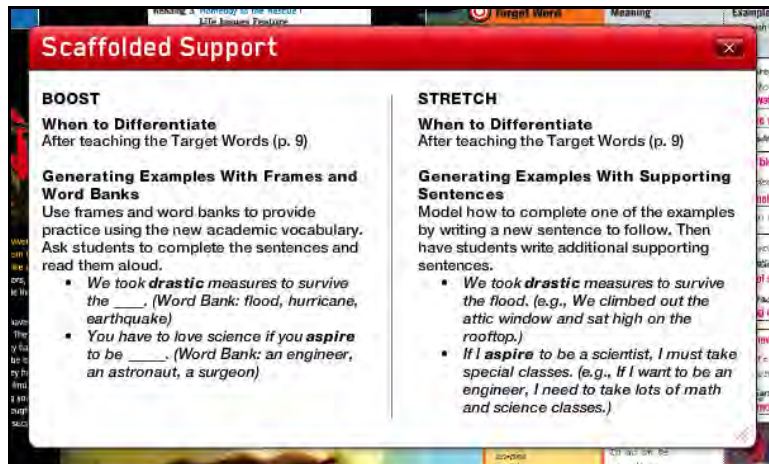 Homeboy to the Rescue
Life Issues Feature
Target Word
Meaning
Scaffolded Support
BOOST
When to Differentiate
After teaching the Target Words (p. 9)
Generating Examples With Frames and
Word Banks
Use frames and word banks to provide
practice using the new academic vocabulary.
Ask students to complete the sentences and
read them aloud.
• We took drastic measures to survive
the ____. (Word Bank: flood, hurricane,
earthquake)
• You have to love science if you aspire
to be _____. (Word Bank: an engineer,
an astronaut, a surgeon)
STRETCH
When to Differentiate
After teaching the Target Words (p. 9)
Generating Examples With Supporting
Sentences
Model how to complete one of the examples
by writing a new sentence to follow. Then
have students write additional supporting
sentences.
• We took drastic measures to survive
the flood. (e.g., We climbed out the
attic window and sat high on the
rooftop.)
• If I aspire to be a scientist, I must take
special classes. (e.g., If I want to be an
engineer, I need to take lots of math
and science classes.)